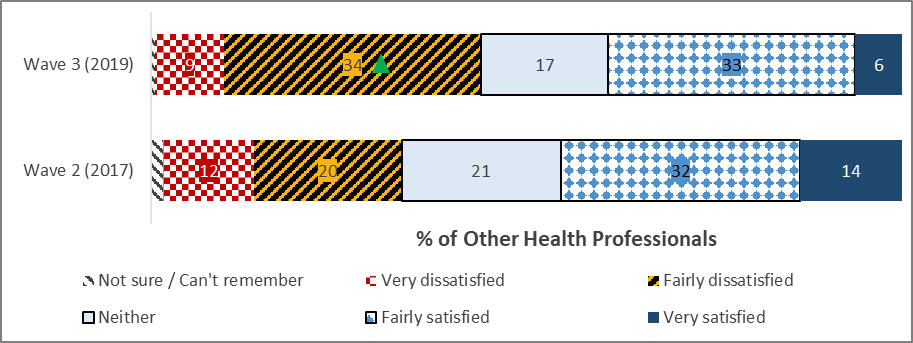 Wave 3 (2019) 9 34 17 33 6
Wave 2 (2017) 12 20 21 32 14
% of Other Health Professionals
Not sure / Can't remember Very dissatisfied Fairly dissatisfied
Neither Fairly satisfied Very satisfied